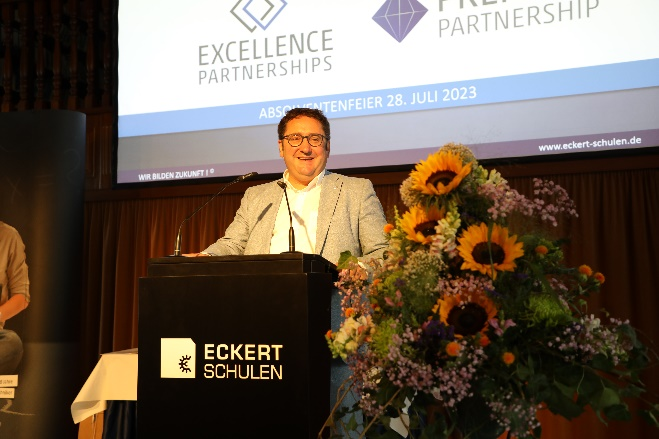 EXCELLENCE
PARTNERSHIPS
PARTNERSHIP
ABSOLVENTENFEIER 28. JULI 2023
www.eckert-schulen.de
WIR BILDEN ZUKUNFT ! ®
ECKERT
SCHULEN